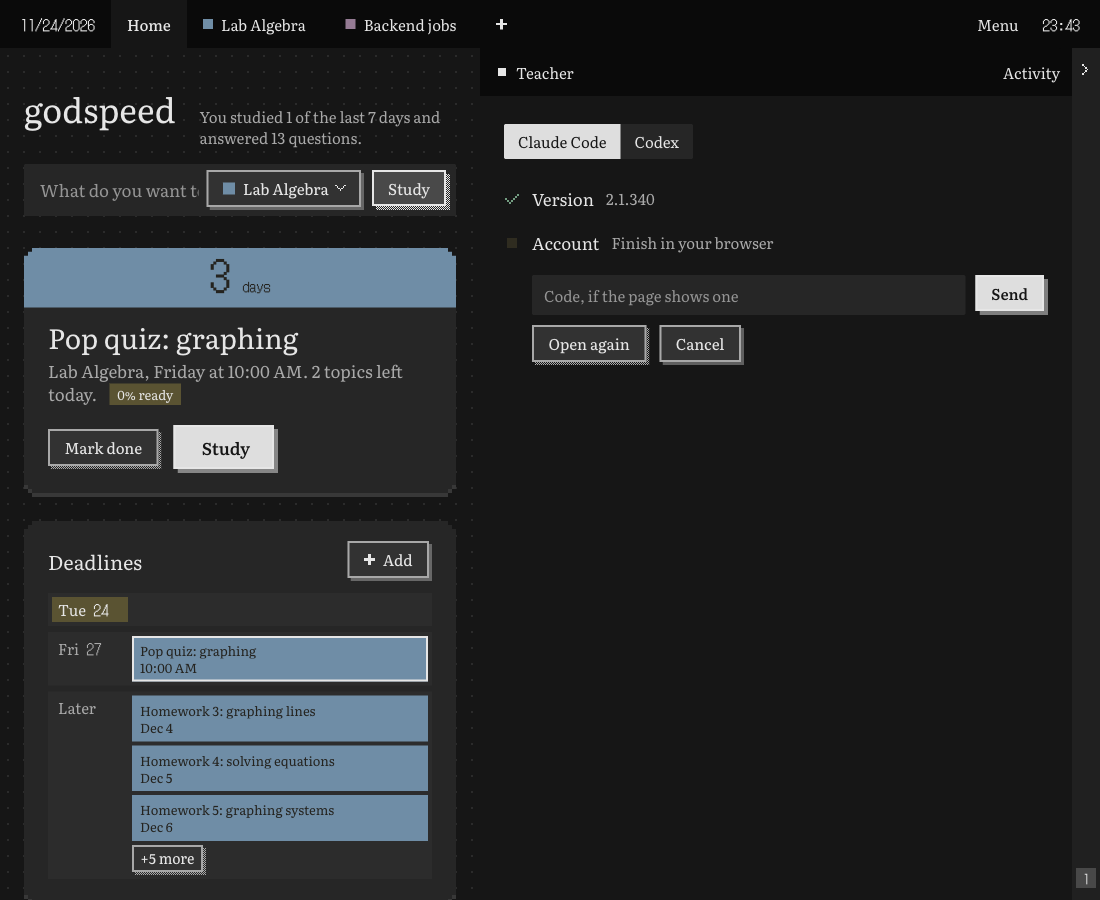 11/24/2026 Home Lab Algebra Backend jobs Menu 23:43
Teacher Activity
godspeed
You studied 1 of the last 7 days and
answered 13 questions.
What do you want to Lab Algebra Study
3 days
Pop quiz: graphing
Lab Algebra, Friday at 10:00 AM. 2 topics left
today. 0% ready
Mark done Study
Deadlines + Add
Tue 24
Fri 27
Pop quiz: graphing
10:00 AM
Later
Homework 3: graphing lines
Dec 4
Homework 4: solving equations
Dec 5
Homework 5: graphing systems
Dec 6
+5 more
Claude Code Codex
Version 2.1.340
Account Finish in your browser
Code, if the page shows one Send
Open again Cancel
1